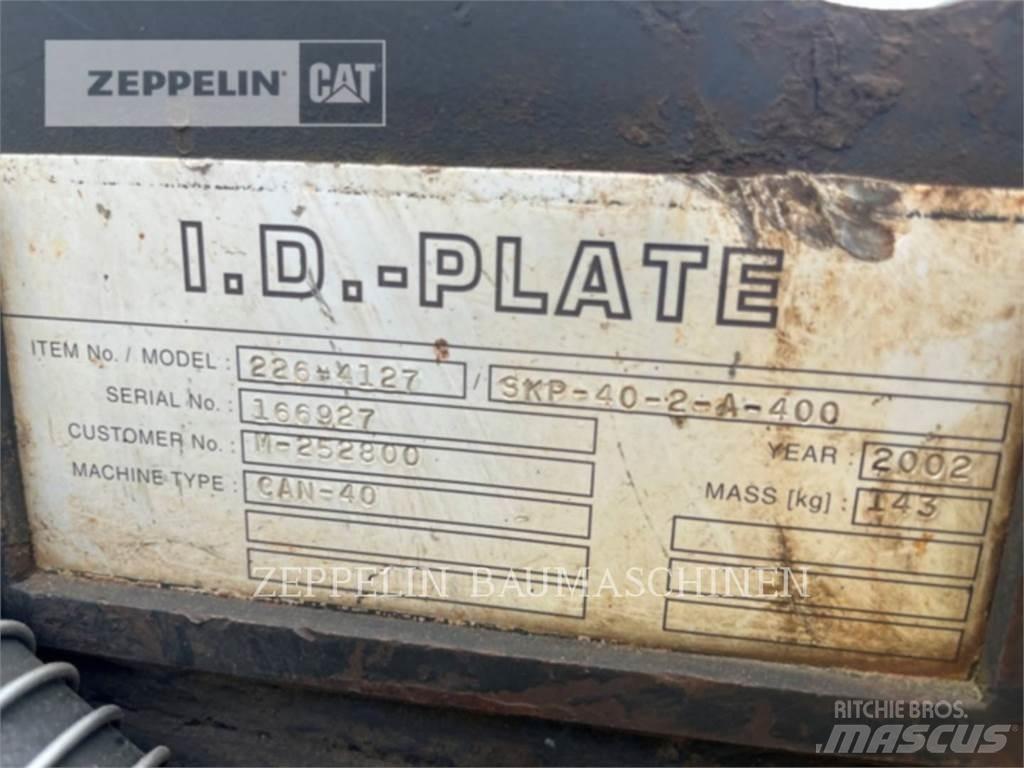 ZEPPELIN CAT
I.D.-PLATE
ITEM No. / MODEL : 226-4127 / SKP-40-2-A-400
SERIAL No. : 166927
CUSTOMER No. : M-252800
YEAR : 2002
MACHINE TYPE : CAN-40
MASS [kg] : 143
ZEPPELIN BAUMASCHINEN
RITCHIE BROS.
MASCUS